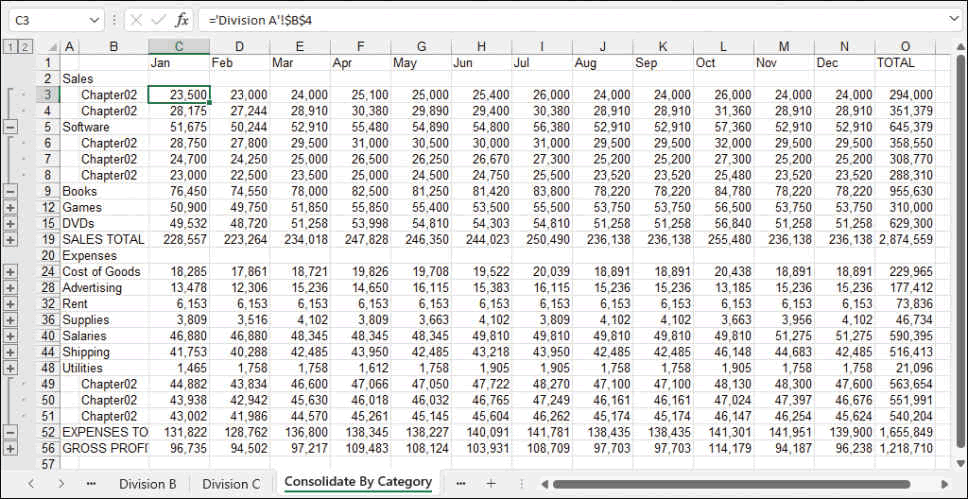 C3 fx ='Division A'!$B$4
1 2 A B C D E F G H I J K L M N O
1 Jan Feb Mar Apr May Jun Jul Aug Sep Oct Nov Dec TOTAL
2 Sales
3 Chapter02 23,500 23,000 24,000 25,100 25,000 25,400 26,000 24,000 24,000 26,000 24,000 24,000 294,000
4 Chapter02 28,175 27,244 28,910 30,380 29,890 29,400 30,380 28,910 28,910 31,360 28,910 28,910 351,379
5 Software 51,675 50,244 52,910 55,480 54,890 54,800 56,380 52,910 52,910 57,360 52,910 52,910 645,379
6 Chapter02 28,750 27,800 29,500 31,000 30,500 30,000 31,000 29,500 29,500 32,000 29,500 29,500 358,550
7 Chapter02 24,700 24,250 25,000 26,500 26,250 26,670 27,300 25,200 25,200 27,300 25,200 25,200 308,770
8 Chapter02 23,000 22,500 23,500 25,000 24,500 24,750 25,500 23,520 23,520 25,480 23,520 23,520 288,310
9 Books 76,450 74,550 78,000 82,500 81,250 81,420 83,800 78,220 78,220 84,780 78,220 78,220 955,630
12 Games 50,900 49,750 51,850 55,850 55,400 53,500 55,500 53,750 53,750 56,500 53,750 53,750 310,000
15 DVDs 49,532 48,720 51,258 53,998 54,810 54,303 54,810 51,258 51,258 56,840 51,258 51,258 629,300
19 SALES TOTAL 228,557 223,264 234,018 247,828 246,350 244,023 250,490 236,138 236,138 255,480 236,138 236,138 2,874,559
20 Expenses
24 Cost of Goods 18,285 17,861 18,721 19,826 19,708 19,522 20,039 18,891 18,891 20,438 18,891 18,891 229,965
28 Advertising 13,478 12,306 15,236 14,650 16,115 15,383 16,115 15,236 15,236 13,185 15,236 15,236 177,412
32 Rent 6,153 6,153 6,153 6,153 6,153 6,153 6,153 6,153 6,153 6,153 6,153 6,153 73,836
36 Supplies 3,809 3,516 4,102 3,809 3,663 4,102 3,809 4,102 4,102 3,663 3,956 4,102 46,734
40 Salaries 46,880 46,880 48,345 48,345 48,345 49,810 49,810 49,810 49,810 49,810 51,275 51,275 590,395
44 Shipping 41,753 40,288 42,485 43,950 42,485 43,218 43,950 42,485 42,485 46,148 44,683 42,485 516,413
48 Utilities 1,465 1,758 1,758 1,612 1,758 1,905 1,905 1,758 1,758 1,905 1,758 1,758 21,096
49 Chapter02 44,882 43,834 46,600 47,066 47,050 47,722 48,270 47,100 47,100 48,130 48,300 47,600 563,654
50 Chapter02 43,938 42,942 45,630 46,018 46,032 46,765 47,249 46,161 46,161 47,024 47,397 46,676 551,991
51 Chapter02 43,002 41,986 44,570 45,261 45,145 45,604 46,262 45,174 45,174 46,147 46,254 45,624 540,204
52 EXPENSES TO 131,822 128,762 136,800 138,345 138,227 140,091 141,781 138,435 138,435 141,301 141,951 139,900 1,655,849
56 GROSS PROFI 96,735 94,502 97,217 109,483 108,124 103,931 108,709 97,703 97,703 114,179 94,187 96,238 1,218,710
57
Division B Division C Consolidate By Category